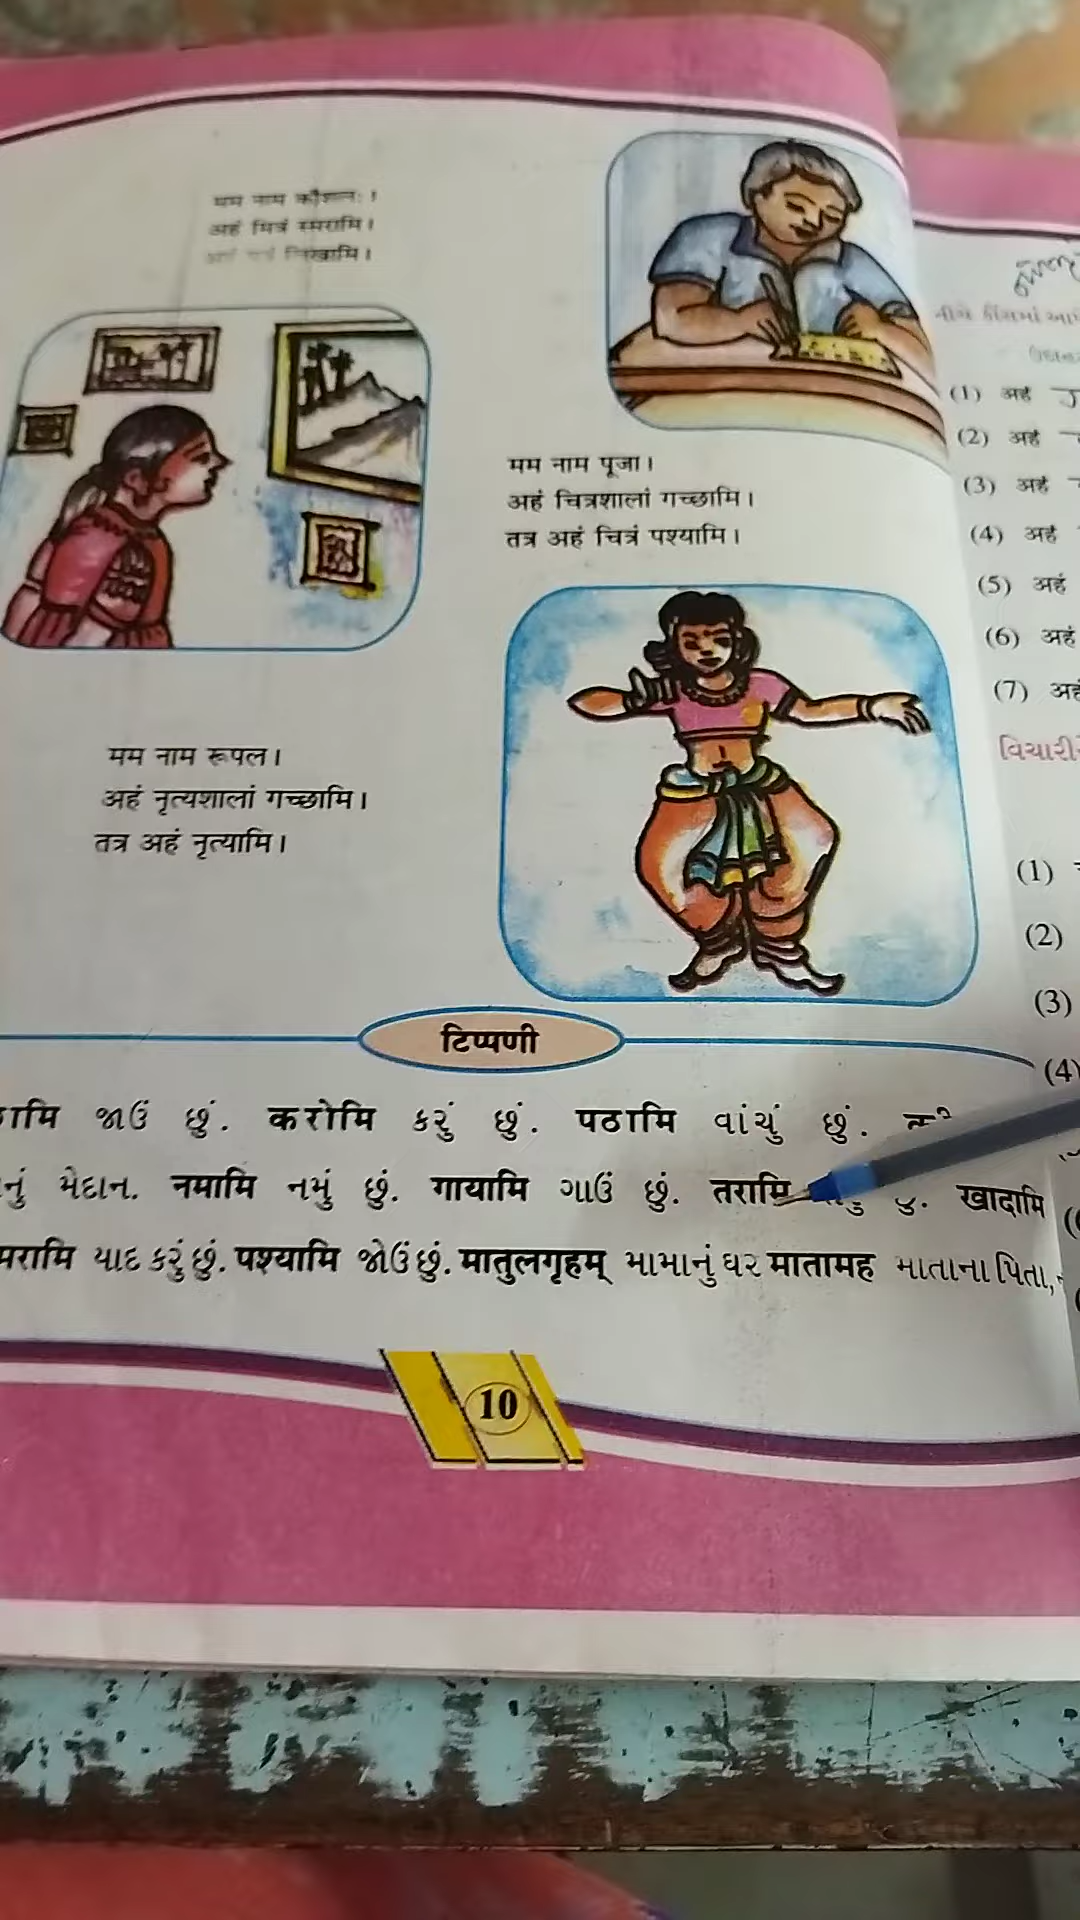 मम नाम कौशलः ।
अहं मित्रं स्मरामि ।
लिखामि ।
मम नाम पूजा ।
अहं चित्रशालां गच्छामि ।
तत्र अहं चित्रं पश्यामि ।
मम नाम रूपल ।
अहं नृत्यशालां गच्छामि ।
तत्र अहं नृत्यामि ।
टिप्पणी
જાઉં છું. करोमि કરું છું. पठामि વાંચું છું.
નું મેદાન. नमामि નમું છું. गायामि ગાઉં છું. तरामि खादामि
યાદ કરું છું. पश्यामि જોઉં છું. मातुलगृहम् મામાનું ઘર मातामह માતાના પિતા,
10
નીચે
(1) अहं
(2) अहं
(3) अहं
(4) अहं
(5) अहं
(6) अहं
(7) अहं
(1)
(2)
(3)
(4)